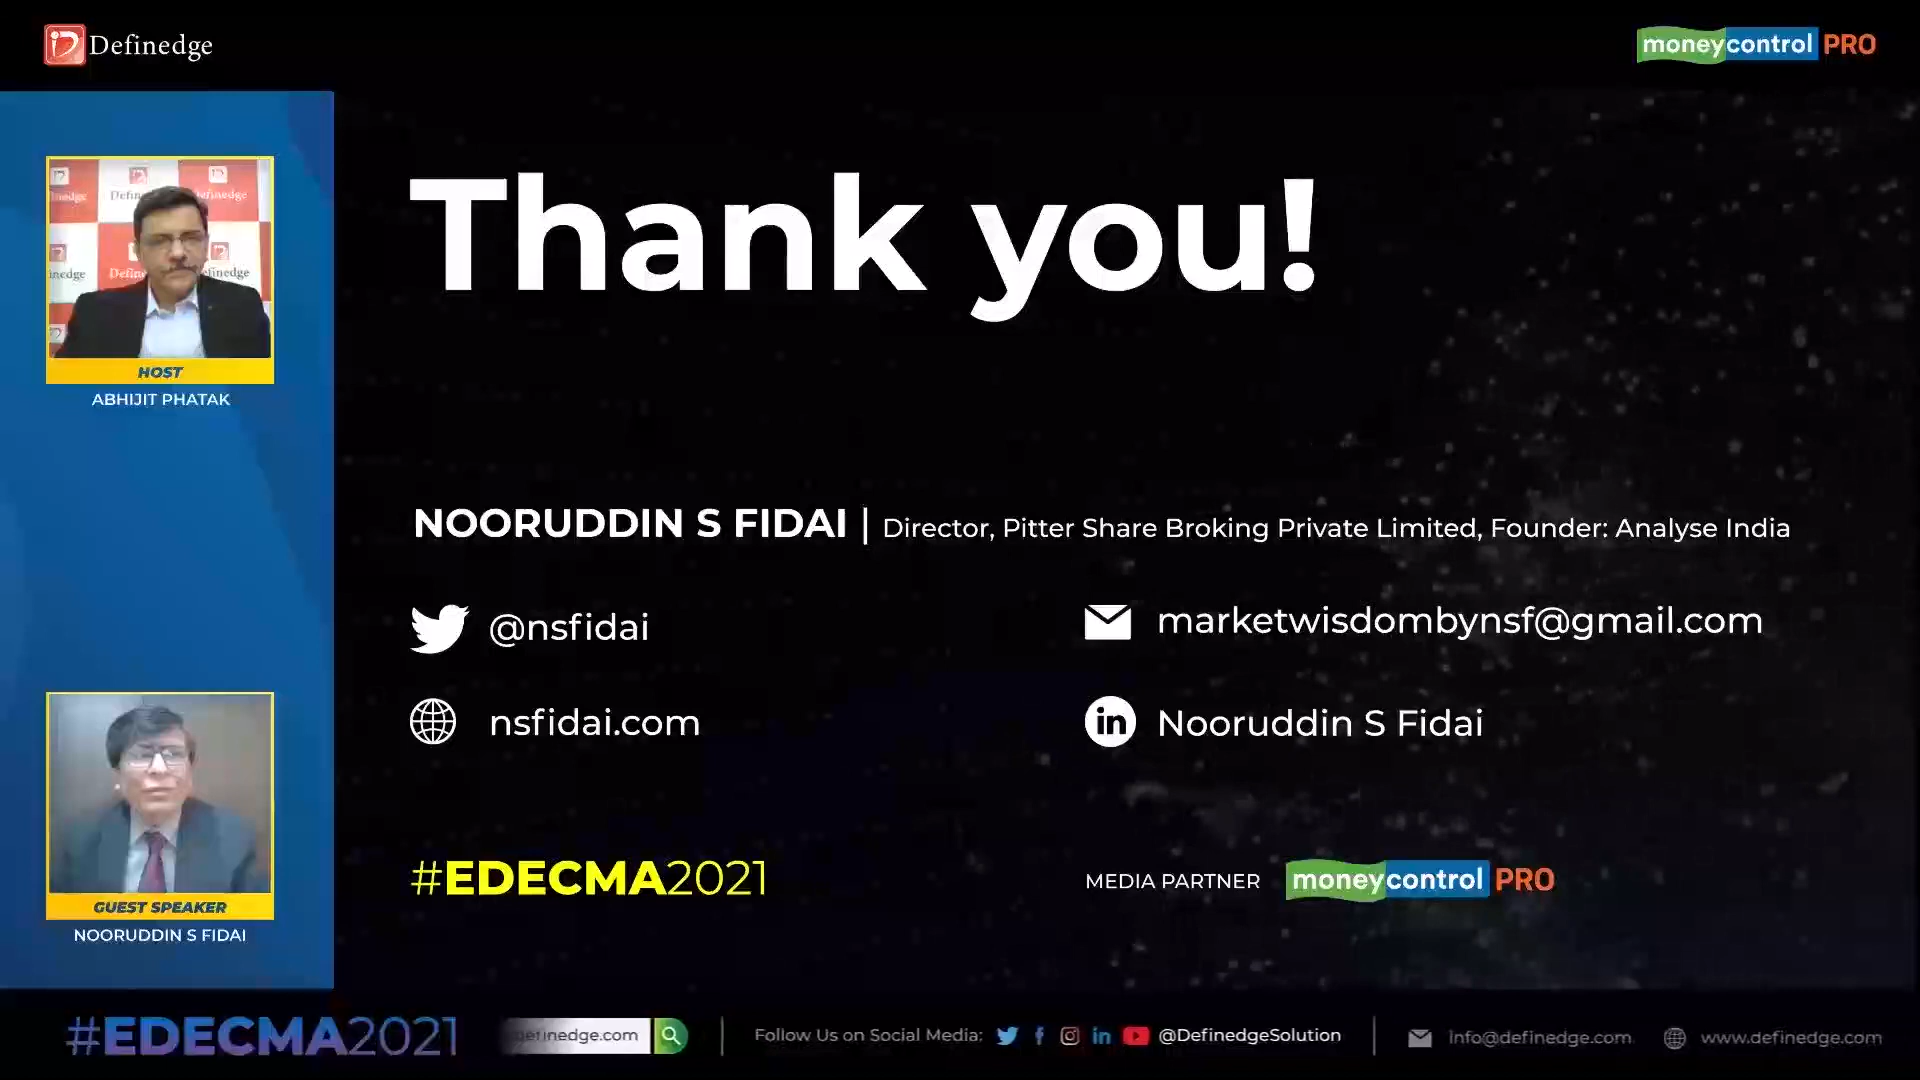 Definedge
moneycontrol PRO
Thank you!
HOST
ABHIJIT PHATAK
NOORUDDIN S FIDAI | Director, Pitter Share Broking Private Limited, Founder: Analyse India
@nsfidai
marketwisdombynsf@gmail.com
nsfidai.com
Nooruddin S Fidai
#EDECMA2021
MEDIA PARTNER moneycontrol PRO
GUEST SPEAKER
NOORUDDIN S FIDAI
#EDECMA2021
definedge.com
Follow Us on Social Media: @DefinedgeSolution
Info@definedge.com
www.definedge.com